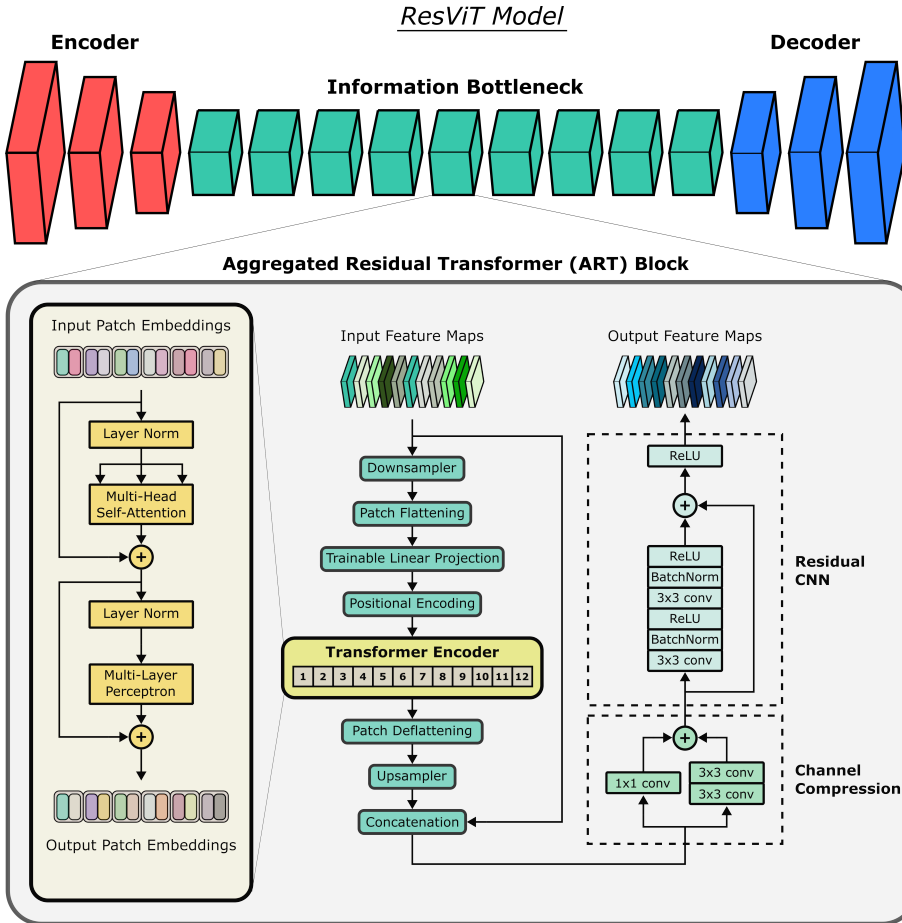 ResViT Model
Encoder
Information Bottleneck
Decoder
Aggregated Residual Transformer (ART) Block
Input Patch Embeddings
Layer Norm
Multi-Head
Self-Attention
+
Layer Norm
Multi-Layer
Perceptron
+
Output Patch Embeddings
Input Feature Maps
Downsampler
Patch Flattening
Trainable Linear Projection
Positional Encoding
Transformer Encoder
1 2 3 4 5 6 7 8 9 10 11 12
Patch Deflattening
Upsampler
Concatenation
Output Feature Maps
ReLU
+
ReLU
BatchNorm
3x3 conv
ReLU
BatchNorm
3x3 conv
Residual
CNN
+
1x1 conv
3x3 conv
3x3 conv
Channel
Compression